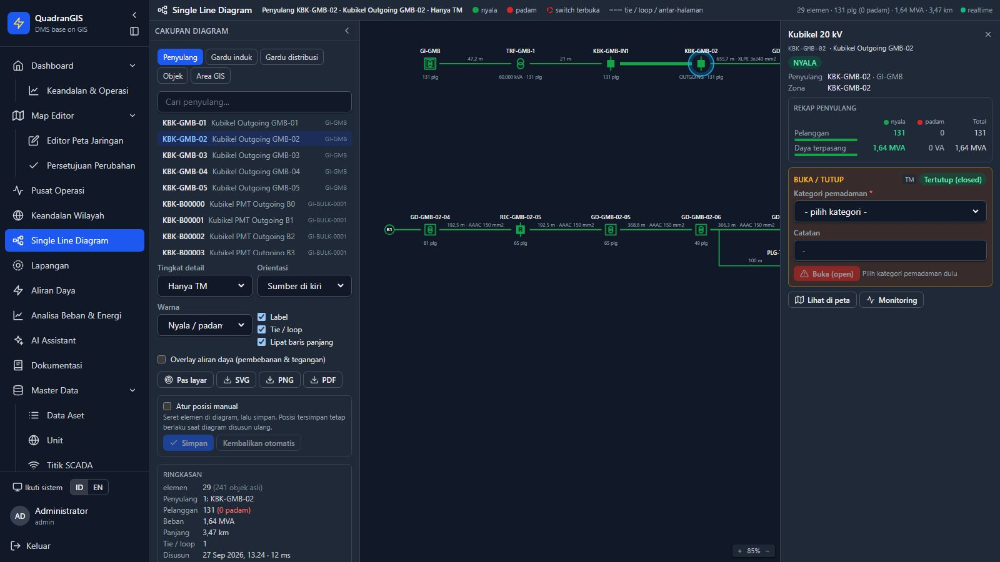 QuadranGIS
DMS base on GIS
Dashboard
Keandalan & Operasi
Map Editor
Editor Peta Jaringan
Persetujuan Perubahan
Pusat Operasi
Keandalan Wilayah
Single Line Diagram
Lapangan
Aliran Daya
Analisa Beban & Energi
AI Assistant
Dokumentasi
Master Data
Data Aset
Unit
Titik SCADA
Ikuti sistem ID EN
AD Administrator
admin
Keluar
Single Line Diagram Penyulang KBK-GMB-02 · Kubikel Outgoing GMB-02 · Hanya TM nyala padam switch terbuka tie / loop / antar-halaman 29 elemen · 131 plg (0 padam) · 1,64 MVA · 3,47 km realtime
CAKUPAN DIAGRAM
Penyulang Gardu induk Gardu distribusi
Objek Area GIS
Cari penyulang...
KBK-GMB-01 Kubikel Outgoing GMB-01 GI-GMB
KBK-GMB-02 Kubikel Outgoing GMB-02 GI-GMB
KBK-GMB-03 Kubikel Outgoing GMB-03 GI-GMB
KBK-GMB-04 Kubikel Outgoing GMB-04 GI-GMB
KBK-GMB-05 Kubikel Outgoing GMB-05 GI-GMB
KBK-B00000 Kubikel PMT Outgoing B0 GI-BULK-0001
KBK-B00001 Kubikel PMT Outgoing B1 GI-BULK-0001
KBK-B00002 Kubikel PMT Outgoing B2 GI-BULK-0001
KBK-B00003 Kubikel PMT Outgoing B3 GI-BULK-0001
Tingkat detail Orientasi
Hanya TM Sumber di kiri
Warna
Nyala / padam
Label
Tie / loop
Lipat baris panjang
Overlay aliran daya (pembebanan & tegangan)
Pas layar SVG PNG PDF
Atur posisi manual
Seret elemen di diagram, lalu simpan. Posisi tersimpan tetap
berlaku saat diagram disusun ulang.
Simpan Kembalikan otomatis
RINGKASAN
elemen 29 (241 objek asli)
Penyulang 1: KBK-GMB-02
Pelanggan 131 (0 padam)
Beban 1,64 MVA
Panjang 3,47 km
Tie / loop 1
Disusun 27 Sep 2026, 13.24 · 12 ms
GI-GMB TRF-GMB-1 KBK-GMB-IN1 KBK-GMB-02 GD
47,2 m 21 m 655,7 m · XLPE 3x240 mm2
131 plg 60.000 kVA · 131 plg 131 plg OUTGOING · 131 plg
GD-GMB-02-04 REC-GMB-02-05 GD-GMB-02-05 GD-GMB-02-06 GD
K1 192,5 m · AAAC 150 mm2 R 192,5 m · AAAC 150 mm2 368,8 m · AAAC 150 mm2 366,3 m · AAAC 150 mm2
81 plg 65 plg 65 plg 49 plg
PLG-
100 m
+ 85% −
Kubikel 20 kV
KBK-GMB-02 · Kubikel Outgoing GMB-02
NYALA
Penyulang KBK-GMB-02 · GI-GMB
Zona KBK-GMB-02
REKAP PENYULANG
nyala padam Total
Pelanggan 131 0 131
Daya terpasang 1,64 MVA 0 VA 1,64 MVA
BUKA / TUTUP TM Tertutup (closed)
Kategori pemadaman *
- pilih kategori -
Catatan
-
Buka (open) Pilih kategori pemadaman dulu
Lihat di peta Monitoring